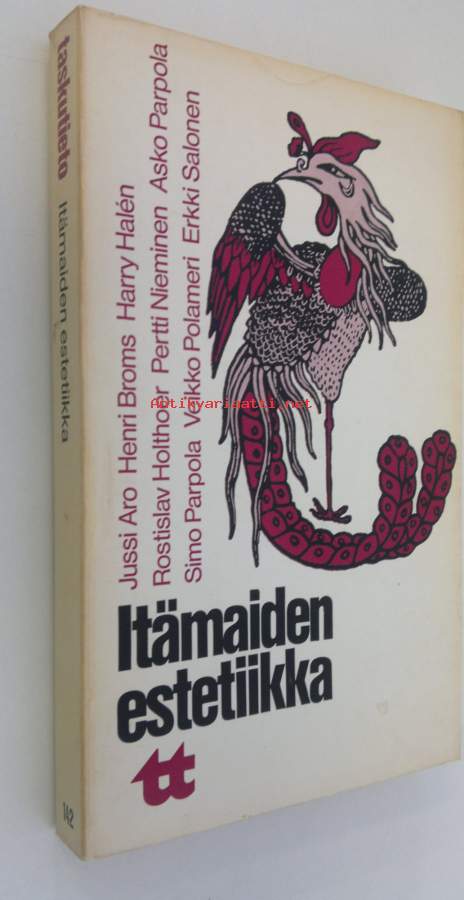 taskutieto
Itämaiden estetiikka
142
Jussi Aro Henri Broms Harry Halén
Rostislav Holthoer Pertti Nieminen Asko Parpola
Simo Parpola Veikko Polameri Erkki Salonen
Itämaiden
estetiikka
tt
Antikvariaatti.net